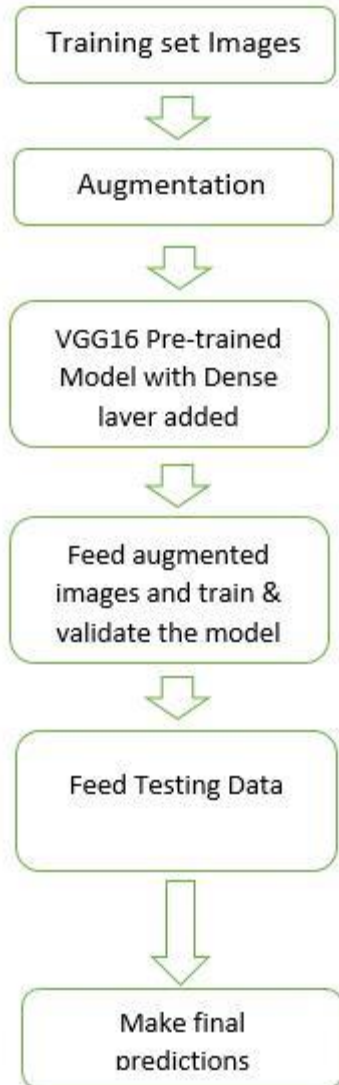 Training set Images
Augmentation
VGG16 Pre-trained
Model with Dense
laver added
Feed augmented
images and train &
validate the model
Feed Testing Data
Make final
predictions